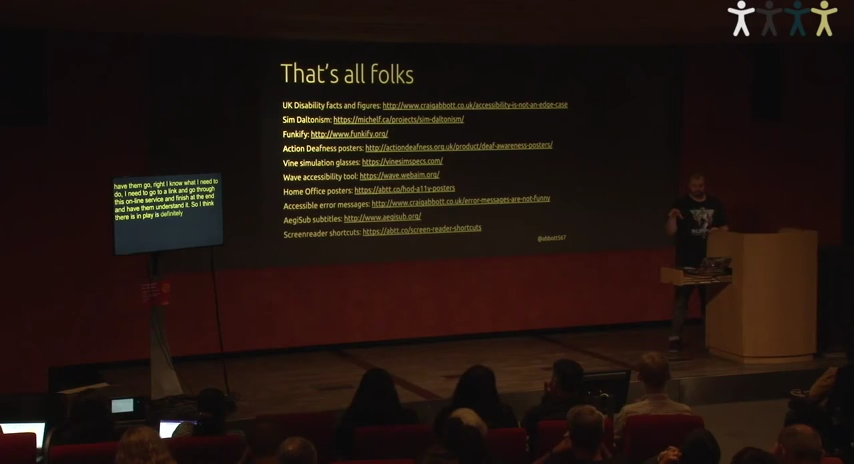 That's all folks
UK Disability facts and figures: http://www.craigabbott.co.uk/accessibility-is-not-an-edge-case
Sim Daltonism: https://michelf.ca/projects/sim-daltonism/
Funkify: http://www.funkify.org/
Action Deafness posters: http://actiondeafness.org.uk/product/deaf-awareness-posters/
Vine simulation glasses: https://vinesimspecs.com/
Wave accessibility tool: https://wave.webaim.org/
Home Office posters: https://abtt.co/hod-a11y-posters
Accessible error messages: http://www.craigabbott.co.uk/error-messages-are-not-funny
AegiSub subtitles: http://www.aegisub.org/
Screenreader shortcuts: https://abtt.co/screen-reader-shortcuts
@abbott567
have them go, right I know what I need to
do, I need to go to a link and go through
this on-line service and finish at the end
and have them understand it. So I think
there is in play is definitely